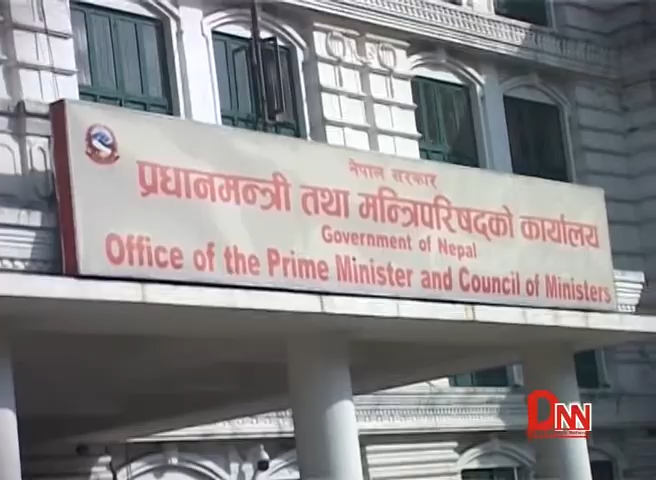 नेपाल सरकार
प्रधानमन्त्री तथा मन्त्रिपरिषद्को कार्यालय
Government of Nepal
Office of the Prime Minister and Council of Ministers
DNN